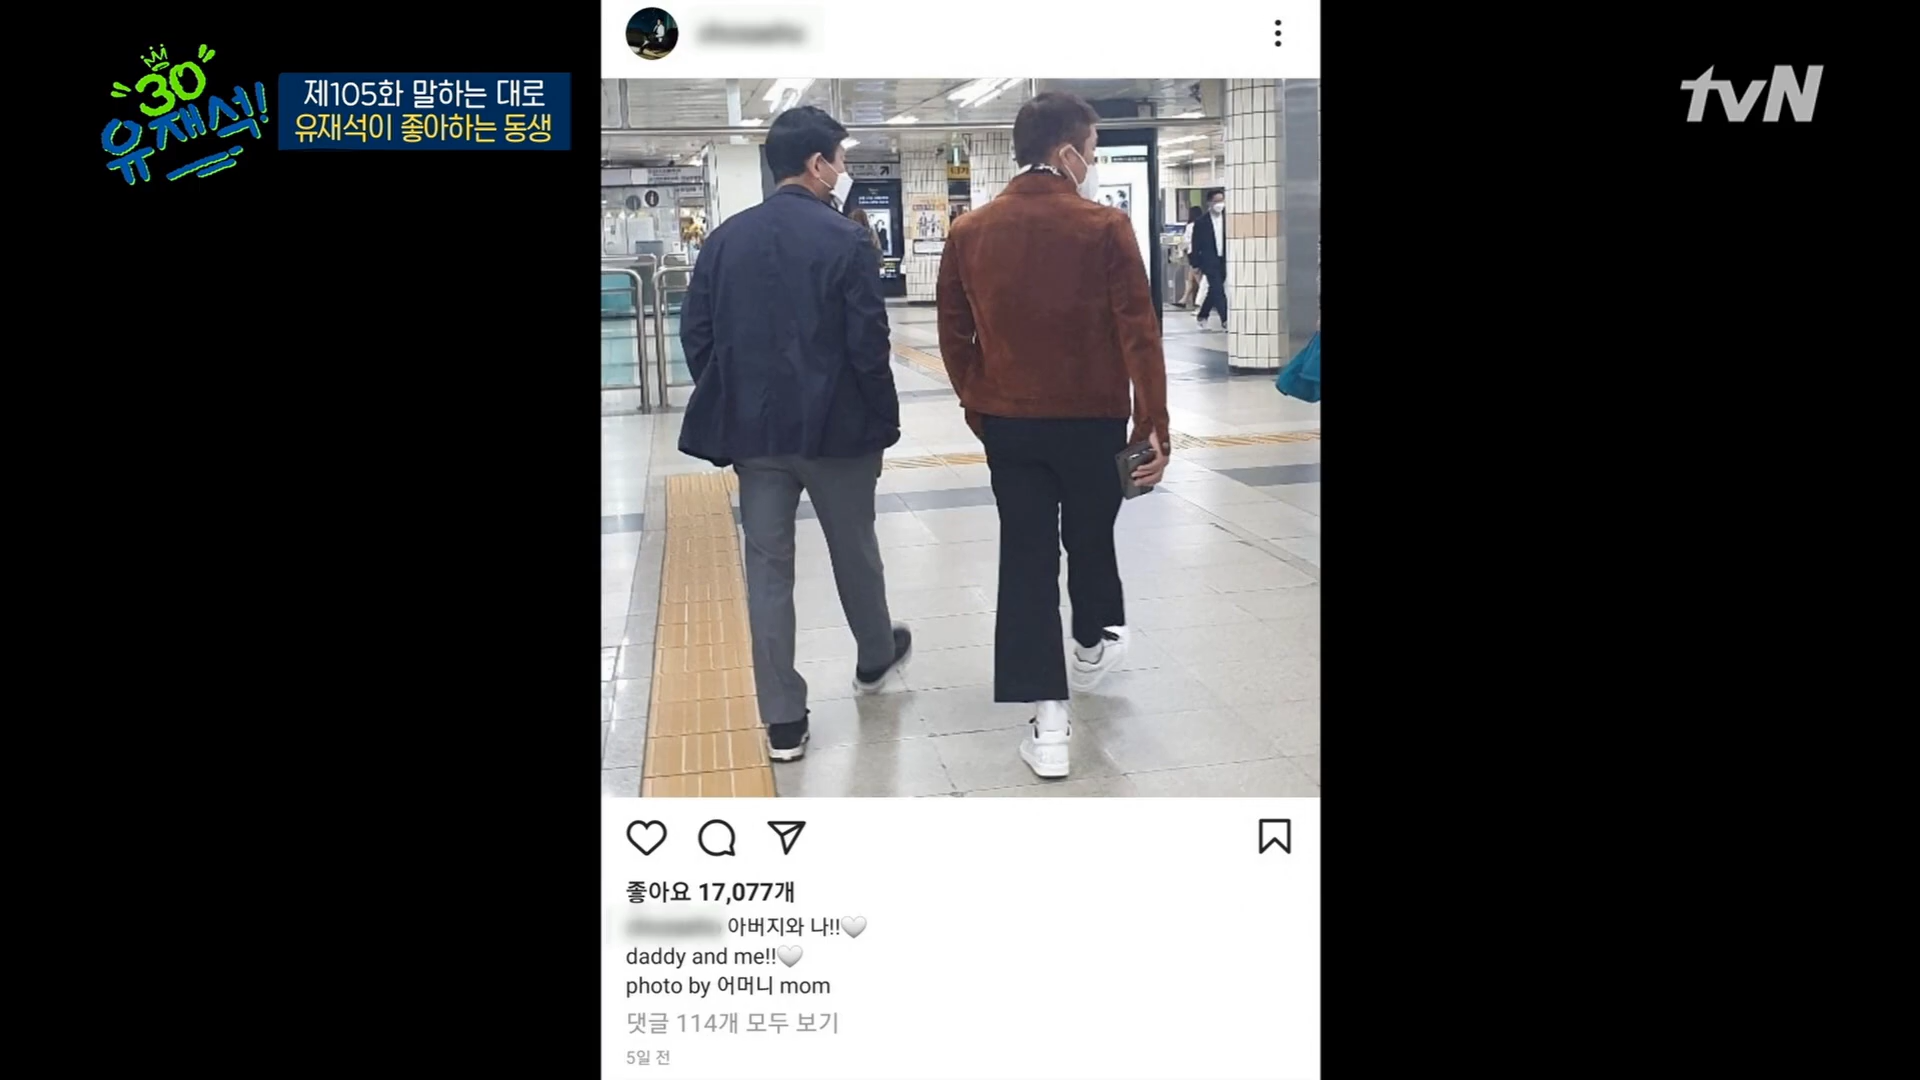 30
유재석!
제105화 말하는 대로
유재석이 좋아하는 동생
tvN
좋아요 17,077개
아버지와 나!!🤍
daddy and me!!🤍
photo by 어머니 mom
댓글 114개 모두 보기
5일 전